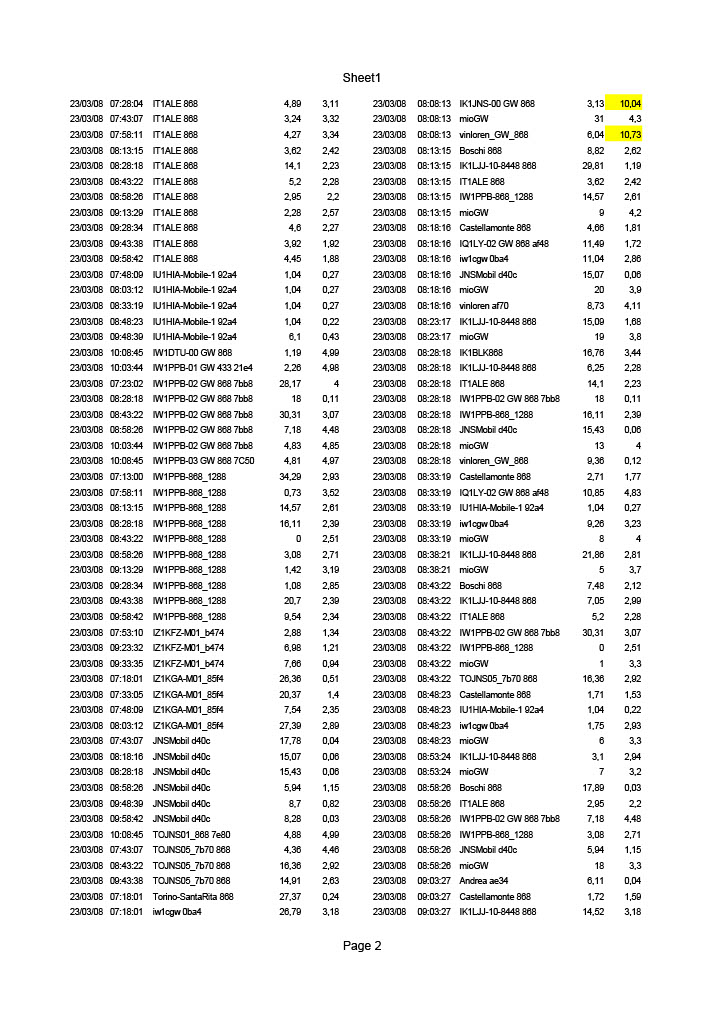 Sheet1
23/03/08 07:28:04 IT1ALE 868 4,89 3,11 23/03/08 08:08:13 IK1JNS-00 GW 868 3,13 10,04
23/03/08 07:43:07 IT1ALE 868 3,24 3,32 23/03/08 08:08:13 mioGW 31 4,3
23/03/08 07:58:11 IT1ALE 868 4,27 3,34 23/03/08 08:08:13 vinloren_GW_868 6,04 10,73
23/03/08 08:13:15 IT1ALE 868 3,62 2,42 23/03/08 08:13:15 Boschi 868 8,82 2,62
23/03/08 08:28:18 IT1ALE 868 14,1 2,23 23/03/08 08:13:15 IK1LJJ-10-8448 868 29,81 1,19
23/03/08 08:43:22 IT1ALE 868 5,2 2,28 23/03/08 08:13:15 IT1ALE 868 3,62 2,42
23/03/08 08:58:26 IT1ALE 868 2,95 2,2 23/03/08 08:13:15 IW1PPB-868_1288 14,57 2,61
23/03/08 09:13:29 IT1ALE 868 2,28 2,57 23/03/08 08:13:15 mioGW 9 4,2
23/03/08 09:28:34 IT1ALE 868 4,6 2,27 23/03/08 08:18:16 Castellamonte 868 4,66 1,81
23/03/08 09:43:38 IT1ALE 868 3,92 1,92 23/03/08 08:18:16 IQ1LY-02 GW 868 af48 11,49 1,72
23/03/08 09:58:42 IT1ALE 868 4,45 1,88 23/03/08 08:18:16 iw1cgw 0ba4 11,04 2,86
23/03/08 07:48:09 IU1HIA-Mobile-1 92a4 1,04 0,27 23/03/08 08:18:16 JNSMobil d40c 15,07 0,06
23/03/08 08:03:12 IU1HIA-Mobile-1 92a4 1,04 0,27 23/03/08 08:18:16 mioGW 20 3,9
23/03/08 08:33:19 IU1HIA-Mobile-1 92a4 1,04 0,27 23/03/08 08:18:16 vinloren af70 8,73 4,11
23/03/08 08:48:23 IU1HIA-Mobile-1 92a4 1,04 0,22 23/03/08 08:23:17 IK1LJJ-10-8448 868 15,09 1,68
23/03/08 09:48:39 IU1HIA-Mobile-1 92a4 6,1 0,43 23/03/08 08:23:17 mioGW 19 3,8
23/03/08 10:08:45 IW1DTU-00 GW 868 1,19 4,99 23/03/08 08:28:18 IK1BLK868 16,76 3,44
23/03/08 10:03:44 IW1PPB-01 GW 433 21e4 2,26 4,98 23/03/08 08:28:18 IK1LJJ-10-8448 868 6,25 2,28
23/03/08 07:23:02 IW1PPB-02 GW 868 7bb8 28,17 4 23/03/08 08:28:18 IT1ALE 868 14,1 2,23
23/03/08 08:28:18 IW1PPB-02 GW 868 7bb8 18 0,11 23/03/08 08:28:18 IW1PPB-02 GW 868 7bb8 18 0,11
23/03/08 08:43:22 IW1PPB-02 GW 868 7bb8 30,31 3,07 23/03/08 08:28:18 IW1PPB-868_1288 16,11 2,39
23/03/08 08:58:26 IW1PPB-02 GW 868 7bb8 7,18 4,48 23/03/08 08:28:18 JNSMobil d40c 15,43 0,06
23/03/08 10:03:44 IW1PPB-02 GW 868 7bb8 4,83 4,85 23/03/08 08:28:18 mioGW 13 4
23/03/08 10:08:45 IW1PPB-03 GW 868 7C50 4,81 4,97 23/03/08 08:28:18 vinloren_GW_868 9,36 0,12
23/03/08 07:13:00 IW1PPB-868_1288 34,29 2,93 23/03/08 08:33:19 Castellamonte 868 2,71 1,77
23/03/08 07:58:11 IW1PPB-868_1288 0,73 3,52 23/03/08 08:33:19 IQ1LY-02 GW 868 af48 10,85 4,83
23/03/08 08:13:15 IW1PPB-868_1288 14,57 2,61 23/03/08 08:33:19 IU1HIA-Mobile-1 92a4 1,04 0,27
23/03/08 08:28:18 IW1PPB-868_1288 16,11 2,39 23/03/08 08:33:19 iw1cgw 0ba4 9,26 3,23
23/03/08 08:43:22 IW1PPB-868_1288 0 2,51 23/03/08 08:33:19 mioGW 8 4
23/03/08 08:58:26 IW1PPB-868_1288 3,08 2,71 23/03/08 08:38:21 IK1LJJ-10-8448 868 21,86 2,81
23/03/08 09:13:29 IW1PPB-868_1288 1,42 3,19 23/03/08 08:38:21 mioGW 5 3,7
23/03/08 09:28:34 IW1PPB-868_1288 1,08 2,85 23/03/08 08:43:22 Boschi 868 7,48 2,12
23/03/08 09:43:38 IW1PPB-868_1288 20,7 2,39 23/03/08 08:43:22 IK1LJJ-10-8448 868 7,05 2,99
23/03/08 09:58:42 IW1PPB-868_1288 9,54 2,34 23/03/08 08:43:22 IT1ALE 868 5,2 2,28
23/03/08 07:53:10 IZ1KFZ-M01_b474 2,88 1,34 23/03/08 08:43:22 IW1PPB-02 GW 868 7bb8 30,31 3,07
23/03/08 09:23:32 IZ1KFZ-M01_b474 6,98 1,21 23/03/08 08:43:22 IW1PPB-868_1288 0 2,51
23/03/08 09:33:35 IZ1KFZ-M01_b474 7,66 0,94 23/03/08 08:43:22 mioGW 1 3,3
23/03/08 07:18:01 IZ1KGA-M01_85f4 26,36 0,51 23/03/08 08:43:22 TOJNS05_7b70 868 16,36 2,92
23/03/08 07:33:05 IZ1KGA-M01_85f4 20,37 1,4 23/03/08 08:48:23 Castellamonte 868 1,71 1,53
23/03/08 07:48:09 IZ1KGA-M01_85f4 7,54 2,35 23/03/08 08:48:23 IU1HIA-Mobile-1 92a4 1,04 0,22
23/03/08 08:03:12 IZ1KGA-M01_85f4 27,39 2,89 23/03/08 08:48:23 iw1cgw 0ba4 1,75 2,93
23/03/08 07:43:07 JNSMobil d40c 17,78 0,04 23/03/08 08:48:23 mioGW 6 3,3
23/03/08 08:18:16 JNSMobil d40c 15,07 0,06 23/03/08 08:53:24 IK1LJJ-10-8448 868 3,1 2,94
23/03/08 08:28:18 JNSMobil d40c 15,43 0,06 23/03/08 08:53:24 mioGW 7 3,2
23/03/08 08:58:26 JNSMobil d40c 5,94 1,15 23/03/08 08:58:26 Boschi 868 17,89 0,03
23/03/08 09:48:39 JNSMobil d40c 8,7 0,82 23/03/08 08:58:26 IT1ALE 868 2,95 2,2
23/03/08 09:58:42 JNSMobil d40c 8,28 0,03 23/03/08 08:58:26 IW1PPB-02 GW 868 7bb8 7,18 4,48
23/03/08 10:08:45 TOJNS01_868 7e80 4,88 4,99 23/03/08 08:58:26 IW1PPB-868_1288 3,08 2,71
23/03/08 07:43:07 TOJNS05_7b70 868 4,36 4,46 23/03/08 08:58:26 JNSMobil d40c 5,94 1,15
23/03/08 08:43:22 TOJNS05_7b70 868 16,36 2,92 23/03/08 08:58:26 mioGW 18 3,3
23/03/08 09:43:38 TOJNS05_7b70 868 14,91 2,63 23/03/08 09:03:27 Andrea ae34 6,11 0,04
23/03/08 07:18:01 Torino-SantaRita 868 27,37 0,24 23/03/08 09:03:27 Castellamonte 868 1,72 1,59
23/03/08 07:18:01 iw1cgw 0ba4 26,79 3,18 23/03/08 09:03:27 IK1LJJ-10-8448 868 14,52 3,18
Page 2